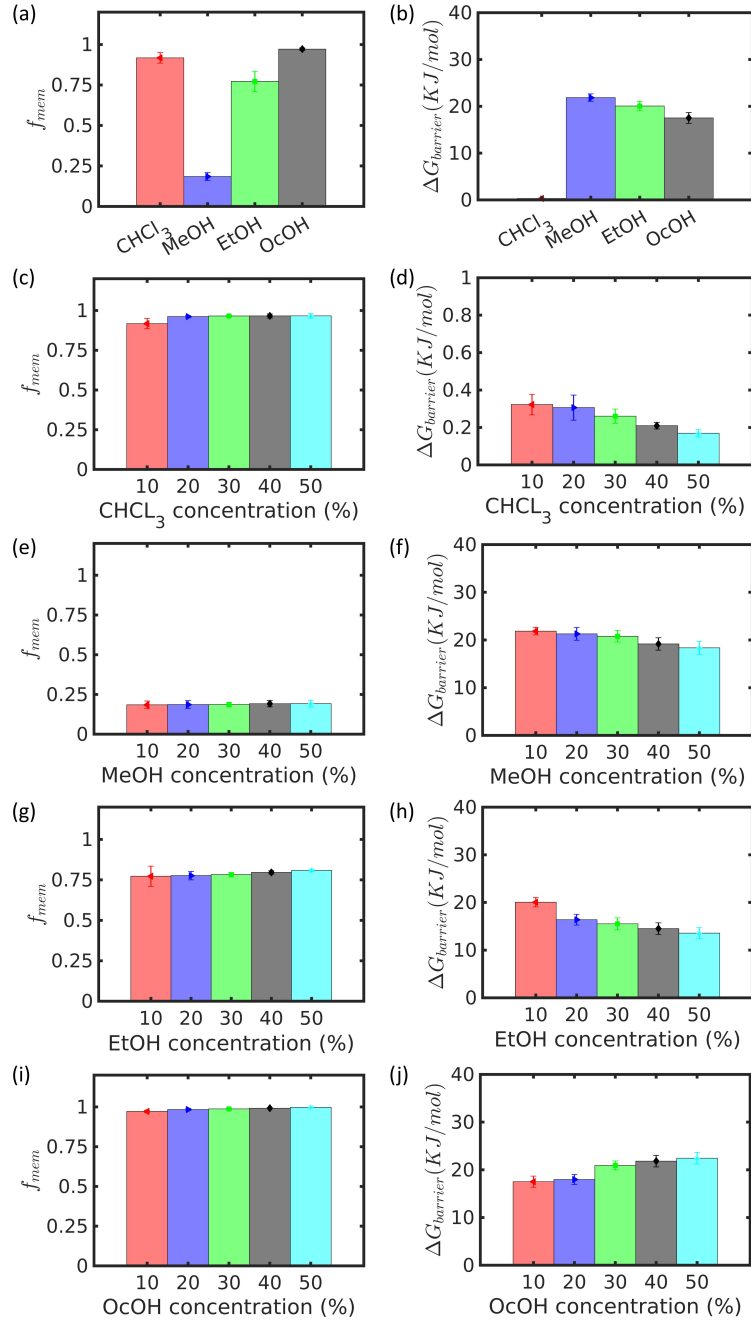 (a)
1
0.75
0.5
0.25
0
f_mem
CHCl3 MeOH EtOH OcOH
(b)
40
30
20
10
0
ΔG_barrier(KJ/mol)
CHCl3 MeOH EtOH OcOH
(c)
1
0.75
0.5
0.25
0
f_mem
10 20 30 40 50
CHCL3 concentration (%)
(d)
1
0.8
0.6
0.4
0.2
0
ΔG_barrier(KJ/mol)
10 20 30 40 50
CHCL3 concentration (%)
(e)
1
0.75
0.5
0.25
0
f_mem
10 20 30 40 50
MeOH concentration (%)
(f)
40
30
20
10
0
ΔG_barrier(KJ/mol)
10 20 30 40 50
MeOH concentration (%)
(g)
1
0.75
0.5
0.25
0
f_mem
10 20 30 40 50
EtOH concentration (%)
(h)
40
30
20
10
0
ΔG_barrier(KJ/mol)
10 20 30 40 50
EtOH concentration (%)
(i)
1
0.75
0.5
0.25
0
f_mem
10 20 30 40 50
OcOH concentration (%)
(j)
40
30
20
10
0
ΔG_barrier(KJ/mol)
10 20 30 40 50
OcOH concentration (%)